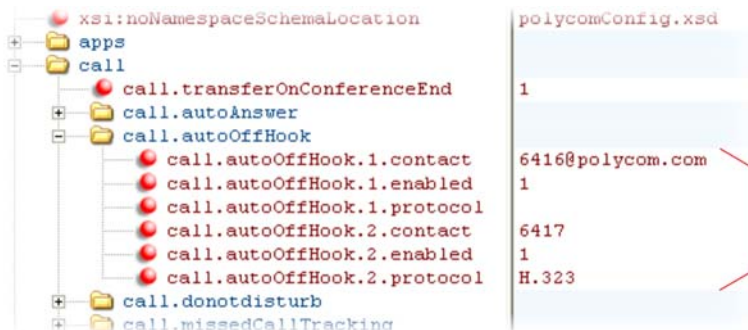 xsi:noNamespaceSchemaLocation polycomConfig.xsd
apps
call
call.transferOnConferenceEnd 1
call.autoAnswer
call.autoOffHook
call.autoOffHook.1.contact 6416@polycom.com
call.autoOffHook.1.enabled 1
call.autoOffHook.1.protocol
call.autoOffHook.2.contact 6417
call.autoOffHook.2.enabled 1
call.autoOffHook.2.protocol H.323
call.donotdisturb
call.missedCallTracking